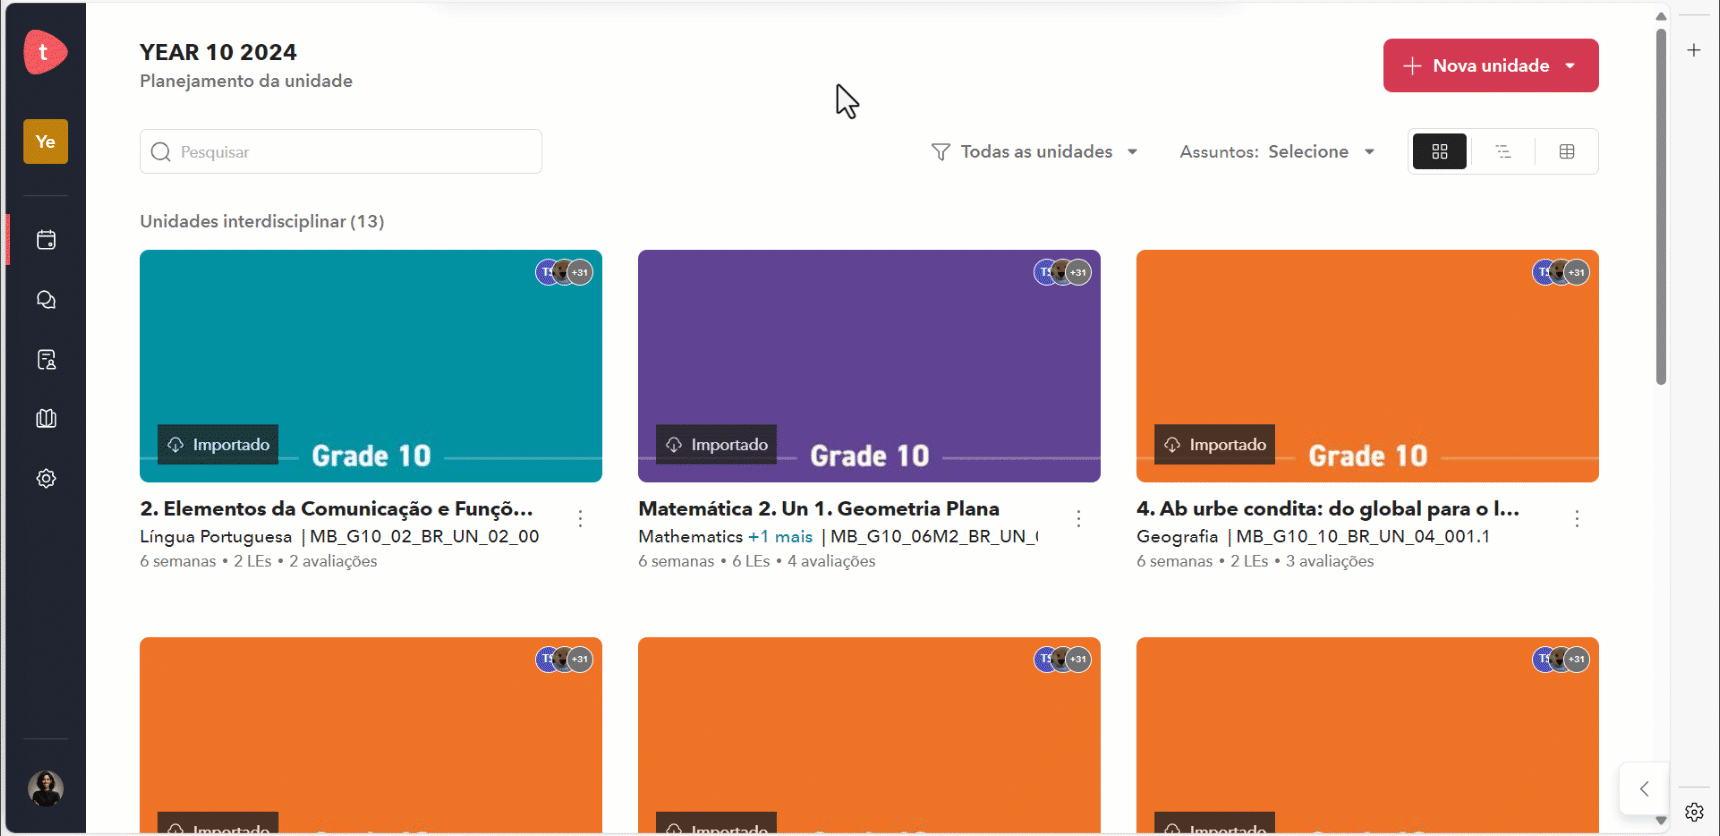 t
YEAR 10 2024
Planejamento da unidade
Nova unidade
Ye
Pesquisar
Todas as unidades
Assuntos: Selecione
Unidades interdisciplinar (13)
TS +31
TS +31
TS +31
Importado
Grade 10
Importado
Grade 10
Importado
Grade 10
2. Elementos da Comunicação e Funçõ...
Língua Portuguesa | MB_G10_02_BR_UN_02_00
6 semanas • 2 LEs • 2 avaliações
Matemática 2. Un 1. Geometria Plana
Mathematics +1 mais | MB_G10_06M2_BR_UN_
6 semanas • 6 LEs • 4 avaliações
4. Ab urbe condita: do global para o l...
Geografia | MB_G10_10_BR_UN_04_001.1
6 semanas • 2 LEs • 3 avaliações
TS +31
TS +31
TS +31
Importado
Importado
Importado